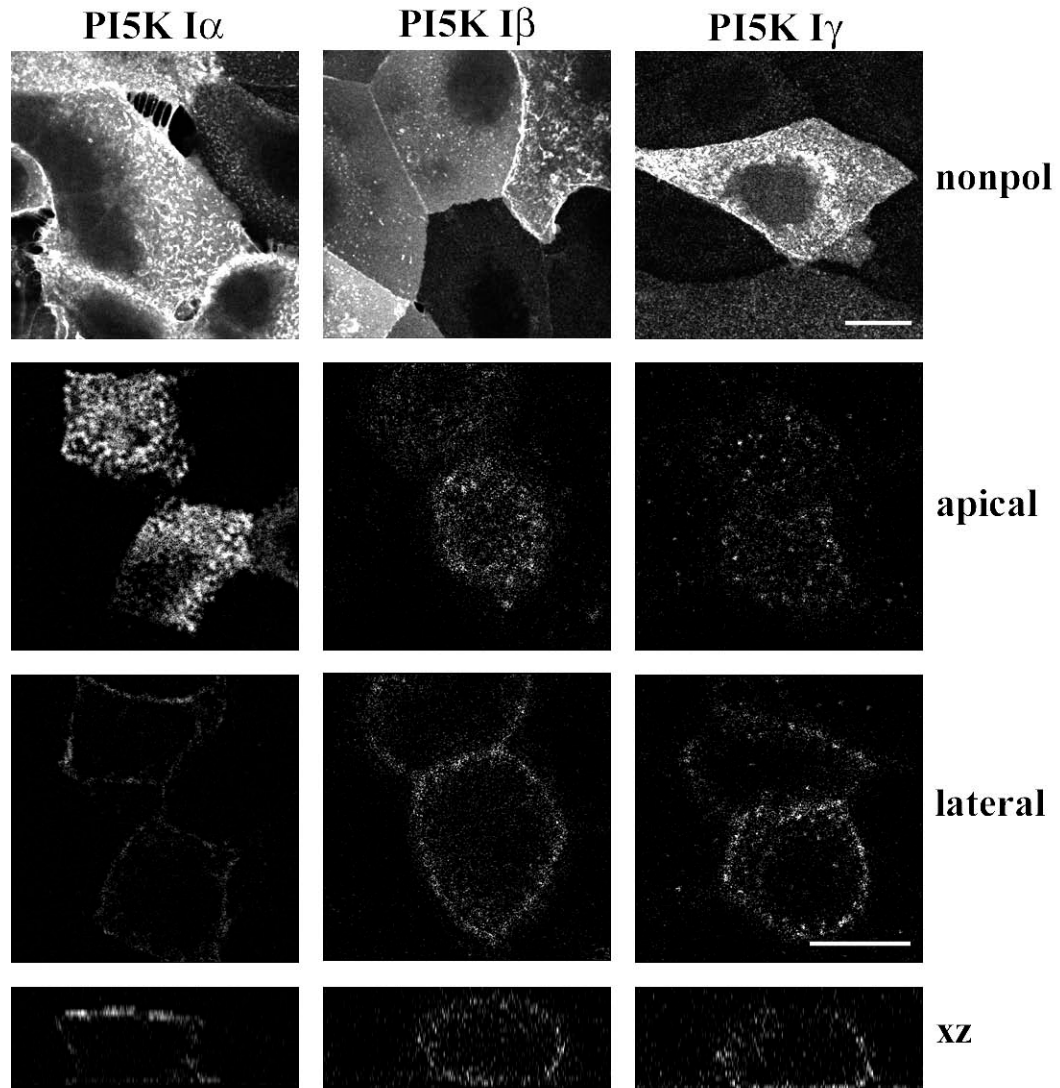 PI5K Iα PI5K Iβ PI5K Iγ
nonpol
apical
lateral
xz